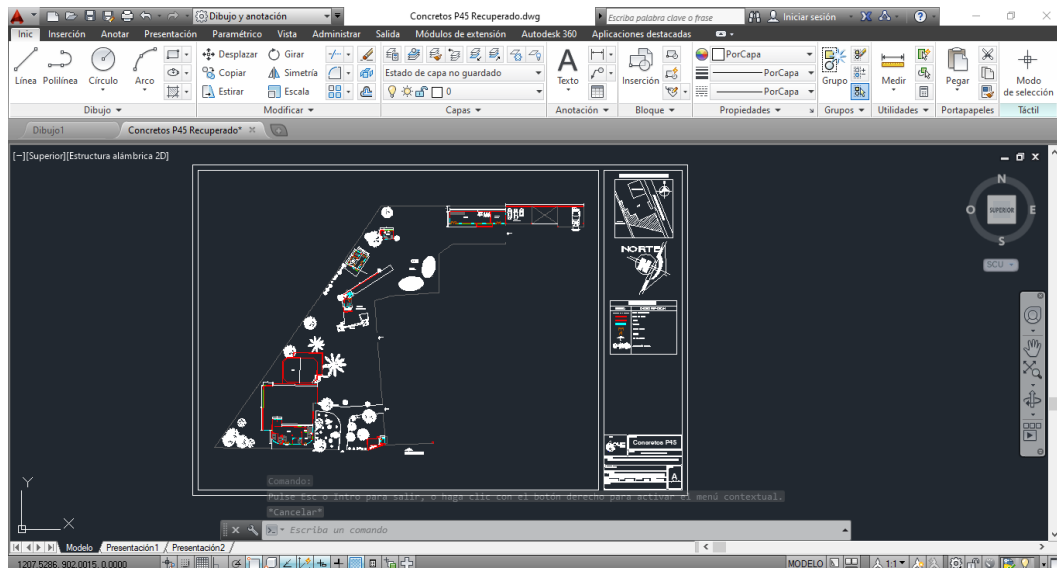 Dibujo y anotación
Concretos P45 Recuperado.dwg
Escriba palabra clave o frase
Iniciar sesión
Inic Inserción Anotar Presentación Paramétrico Vista Administrar Salida Módulos de extensión Autodesk 360 Aplicaciones destacadas
Línea Polilínea Círculo Arco
Desplazar Girar
Copiar Simetría
Estirar Escala
Estado de capa no guardado
0
Texto
Inserción
PorCapa
PorCapa
PorCapa
Grupo
Medir
Pegar
Modo
de selección
Dibujo Modificar Capas Anotación Bloque Propiedades Grupos Utilidades Portapapeles Táctil
Dibujo1 Concretos P45 Recuperado*
[−][Superior][Estructura alámbrica 2D]
N
O SUPERIOR E
S
SCU
NORTE
Concretos P45
A
Y
X
Comando:
Pulse Esc o Intro para salir, o haga clic con el botón derecho para activar el menú contextual.
*Cancelar*
Escriba un comando
Modelo Presentación1 Presentación2
1207.5286, 902.0015, 0.0000
MODELO
1:1